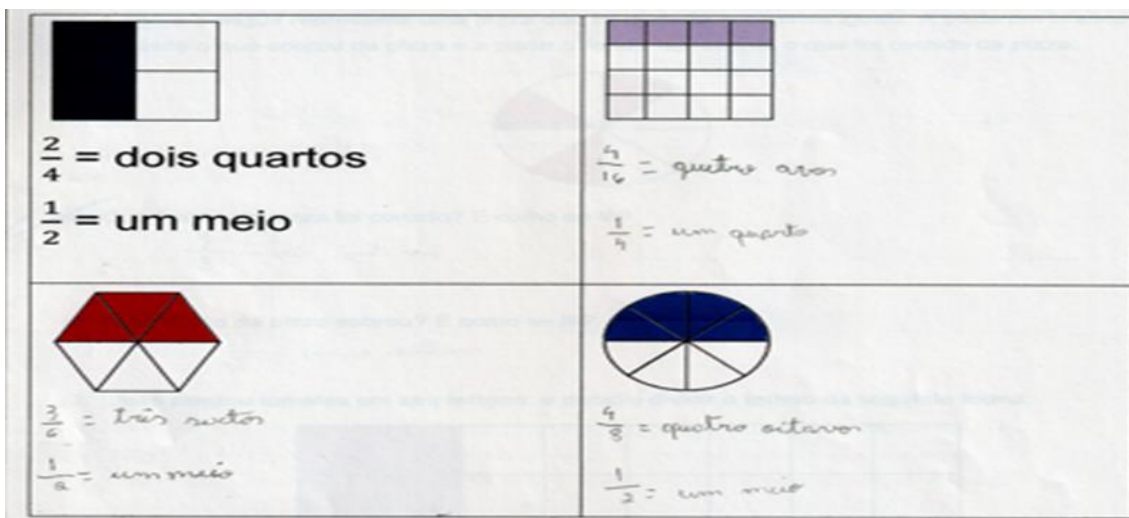 2/4 = dois quartos
1/2 = um meio
4/16 = quatro avos
1/4 = um quarto
3/6 = três sextos
1/2 = um meio
4/8 = quatro oitavos
1/2 = um meio